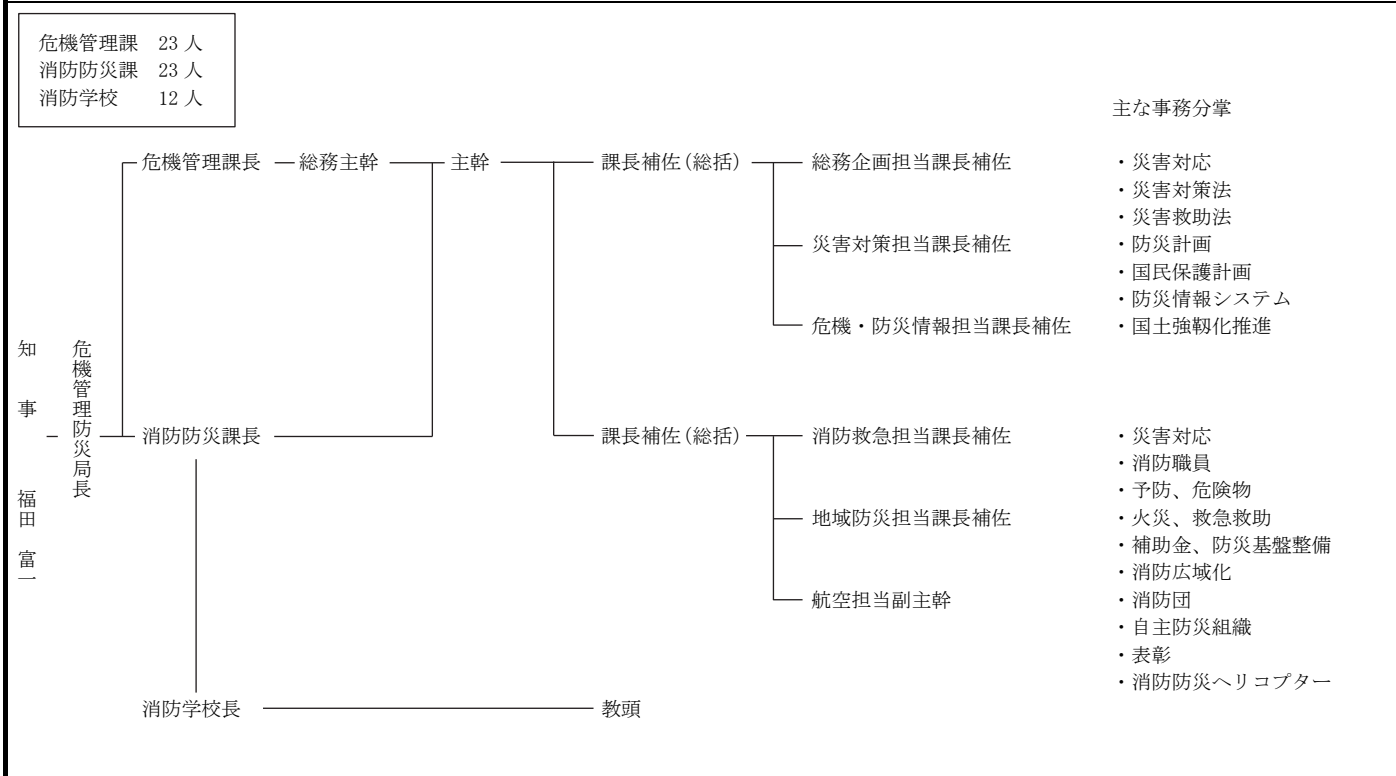 危機管理課 23 人
消防防災課 23 人
消防学校 12 人
主な事務分掌
知事 福田 富一
危機管理防災局長
危機管理課長
総務主幹
主幹
課長補佐(総括)
総務企画担当課長補佐
災害対策担当課長補佐
危機・防災情報担当課長補佐
・災害対応
・災害対策法
・災害救助法
・防災計画
・国民保護計画
・防災情報システム
・国土強靱化推進
消防防災課長
課長補佐(総括)
消防救急担当課長補佐
地域防災担当課長補佐
航空担当副主幹
・災害対応
・消防職員
・予防、危険物
・火災、救急救助
・補助金、防災基盤整備
・消防広域化
・消防団
・自主防災組織
・表彰
・消防防災ヘリコプター
消防学校長
教頭